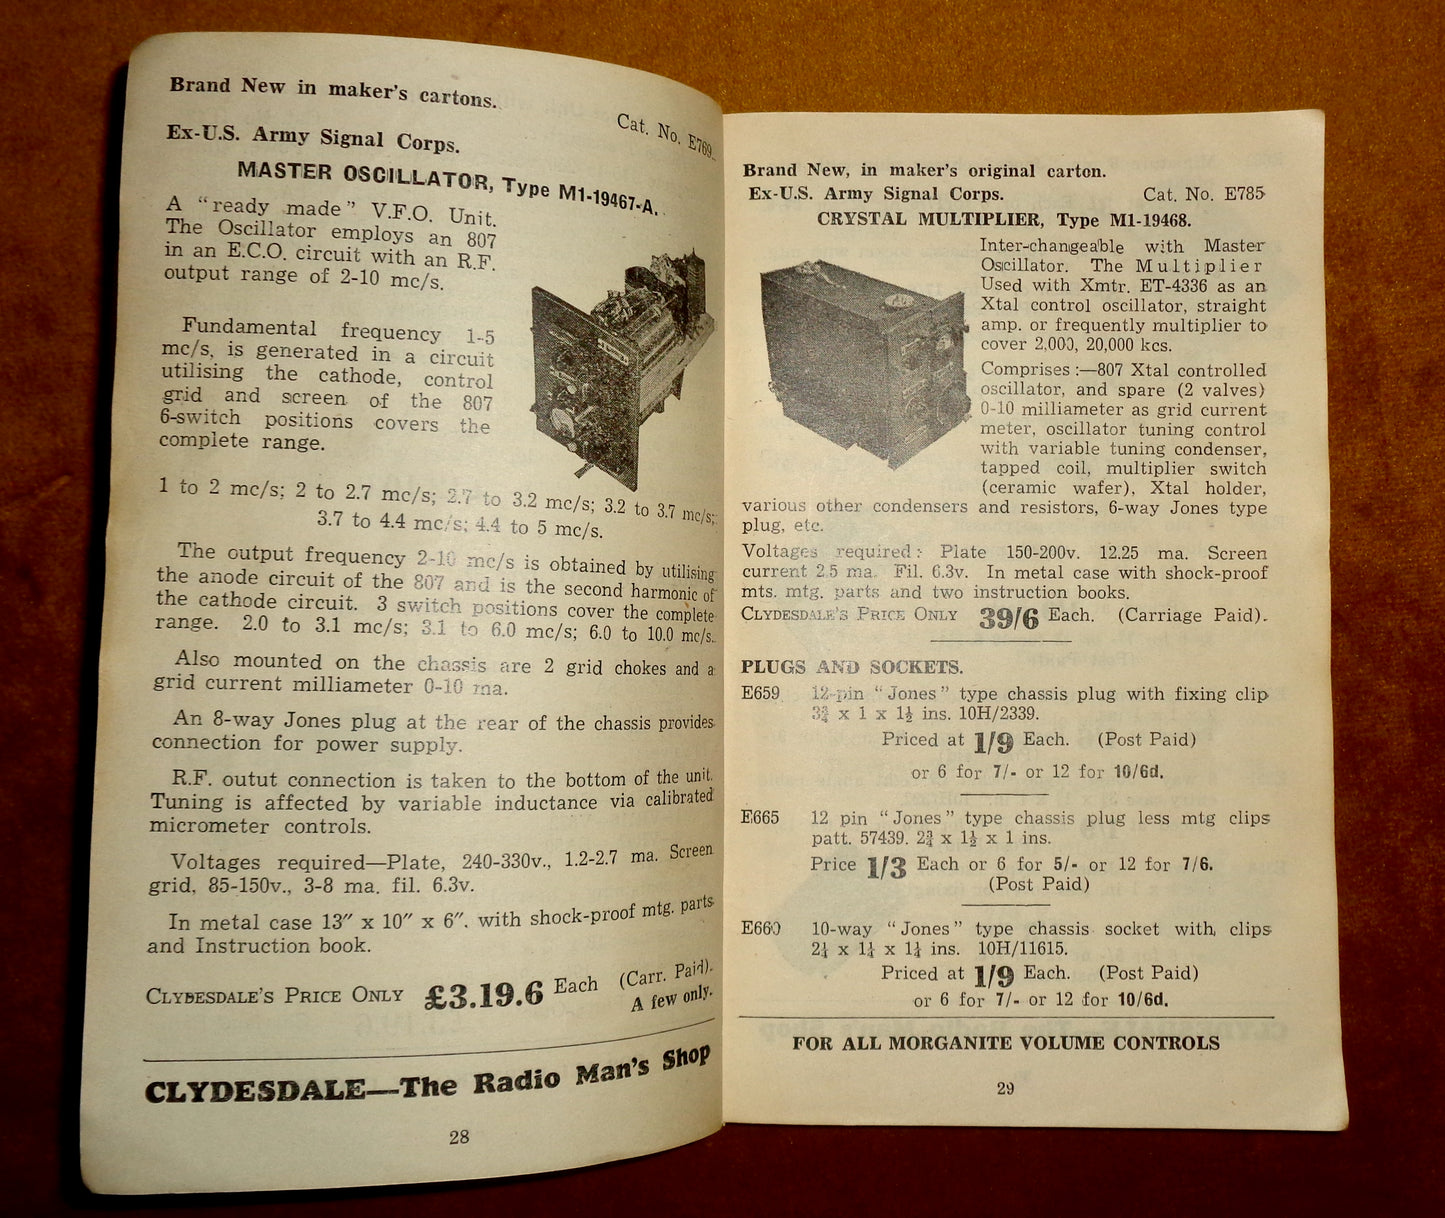 Brand New in maker's cartons.
Cat. No. E769
Ex-U.S. Army Signal Corps.
MASTER OSCILLATOR, Type M1-19467-A.
A "ready made" V.F.O. Unit.
The Oscillator employs an 807
in an E.C.O. circuit with an R.F.
output range of 2-10 mc/s.
Fundamental frequency 1-5
mc/s, is generated in a circuit
utilising the cathode, control
grid and screen of the 807
6-switch positions covers the
complete range.
1 to 2 mc/s; 2 to 2.7 mc/s; 2.7 to 3.2 mc/s; 3.2 to 3.7 mc/s;
3.7 to 4.4 mc/s; 4.4 to 5 mc/s.
The output frequency 2-10 mc/s is obtained by utilising
the anode circuit of the 807 and is the second harmonic of
the cathode circuit. 3 switch positions cover the complete
range. 2.0 to 3.1 mc/s; 3.1 to 6.0 mc/s; 6.0 to 10.0 mc/s.
Also mounted on the chassis are 2 grid chokes and a
grid current milliameter 0-10 ma.
An 8-way Jones plug at the rear of the chassis provides
connection for power supply.
R.F. outut connection is taken to the bottom of the unit.
Tuning is affected by variable inductance via calibrated
micrometer controls.
Voltages required—Plate, 240-330v., 1.2-2.7 ma. Screen
grid, 85-150v., 3-8 ma. fil. 6.3v.
In metal case 13″ x 10″ x 6″. with shock-proof mtg. parts
and Instruction book.
CLYDESDALE'S PRICE ONLY £3.19.6 Each (Carr. Paid).
A few only.
CLYDESDALE—The Radio Man's Shop
28
Brand New, in maker's original carton.
Ex-U.S. Army Signal Corps. Cat. No. E785
CRYSTAL MULTIPLIER, Type M1-19468.
Inter-changeable with Master
Oscillator. The Multiplier
Used with Xmtr. ET-4336 as an
Xtal control oscillator, straight
amp. or frequently multiplier to
cover 2,000, 20,000 kcs.
Comprises :—807 Xtal controlled
oscillator, and spare (2 valves)
0-10 milliameter as grid current
meter, oscillator tuning control
with variable tuning condenser,
tapped coil, multiplier switch
(ceramic wafer), Xtal holder,
various other condensers and resistors, 6-way Jones type
plug, etc.
Voltages required : Plate 150-200v. 12.25 ma. Screen
current 2.5 ma. Fil. 6.3v. In metal case with shock-proof
mts. mtg. parts and two instruction books.
CLYDESDALE'S PRICE ONLY 39/6 Each. (Carriage Paid).
PLUGS AND SOCKETS.
E659 12-pin "Jones" type chassis plug with fixing clip
3¾ x 1 x 1½ ins. 10H/2339.
Priced at 1/9 Each. (Post Paid)
or 6 for 7/- or 12 for 10/6d.
E665 12 pin "Jones" type chassis plug less mtg clips
patt. 57439. 2¾ x 1½ x 1 ins.
Price 1/3 Each or 6 for 5/- or 12 for 7/6.
(Post Paid)
E660 10-way "Jones" type chassis socket with clips
2¼ x 1¼ x 1¼ ins. 10H/11615.
Priced at 1/9 Each. (Post Paid)
or 6 for 7/- or 12 for 10/6d.
FOR ALL MORGANITE VOLUME CONTROLS
29